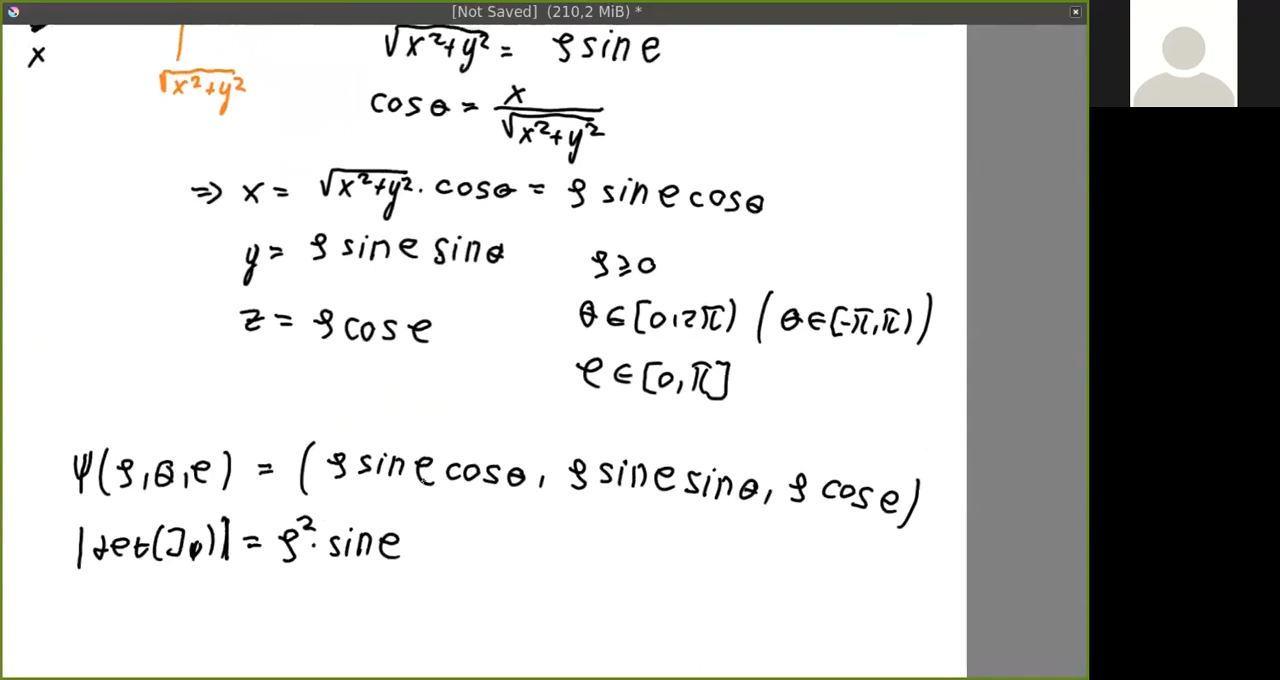 [Not Saved] (210,2 MiB) *
√x²+y² = ρ sin φ
x
√x²+y²
cos θ = x / √x²+y²
⇒ x = √x²+y² · cos θ = ρ sin φ cos θ
y = ρ sin φ sin θ
ρ ≥ 0
z = ρ cos φ
θ ∈ [0, 2π) (θ ∈ [-π, π))
φ ∈ [0, π]
Ψ(ρ, θ, φ) = (ρ sin φ cos θ, ρ sin φ sin θ, ρ cos φ)
|det(J_ψ)| = ρ² · sin φ